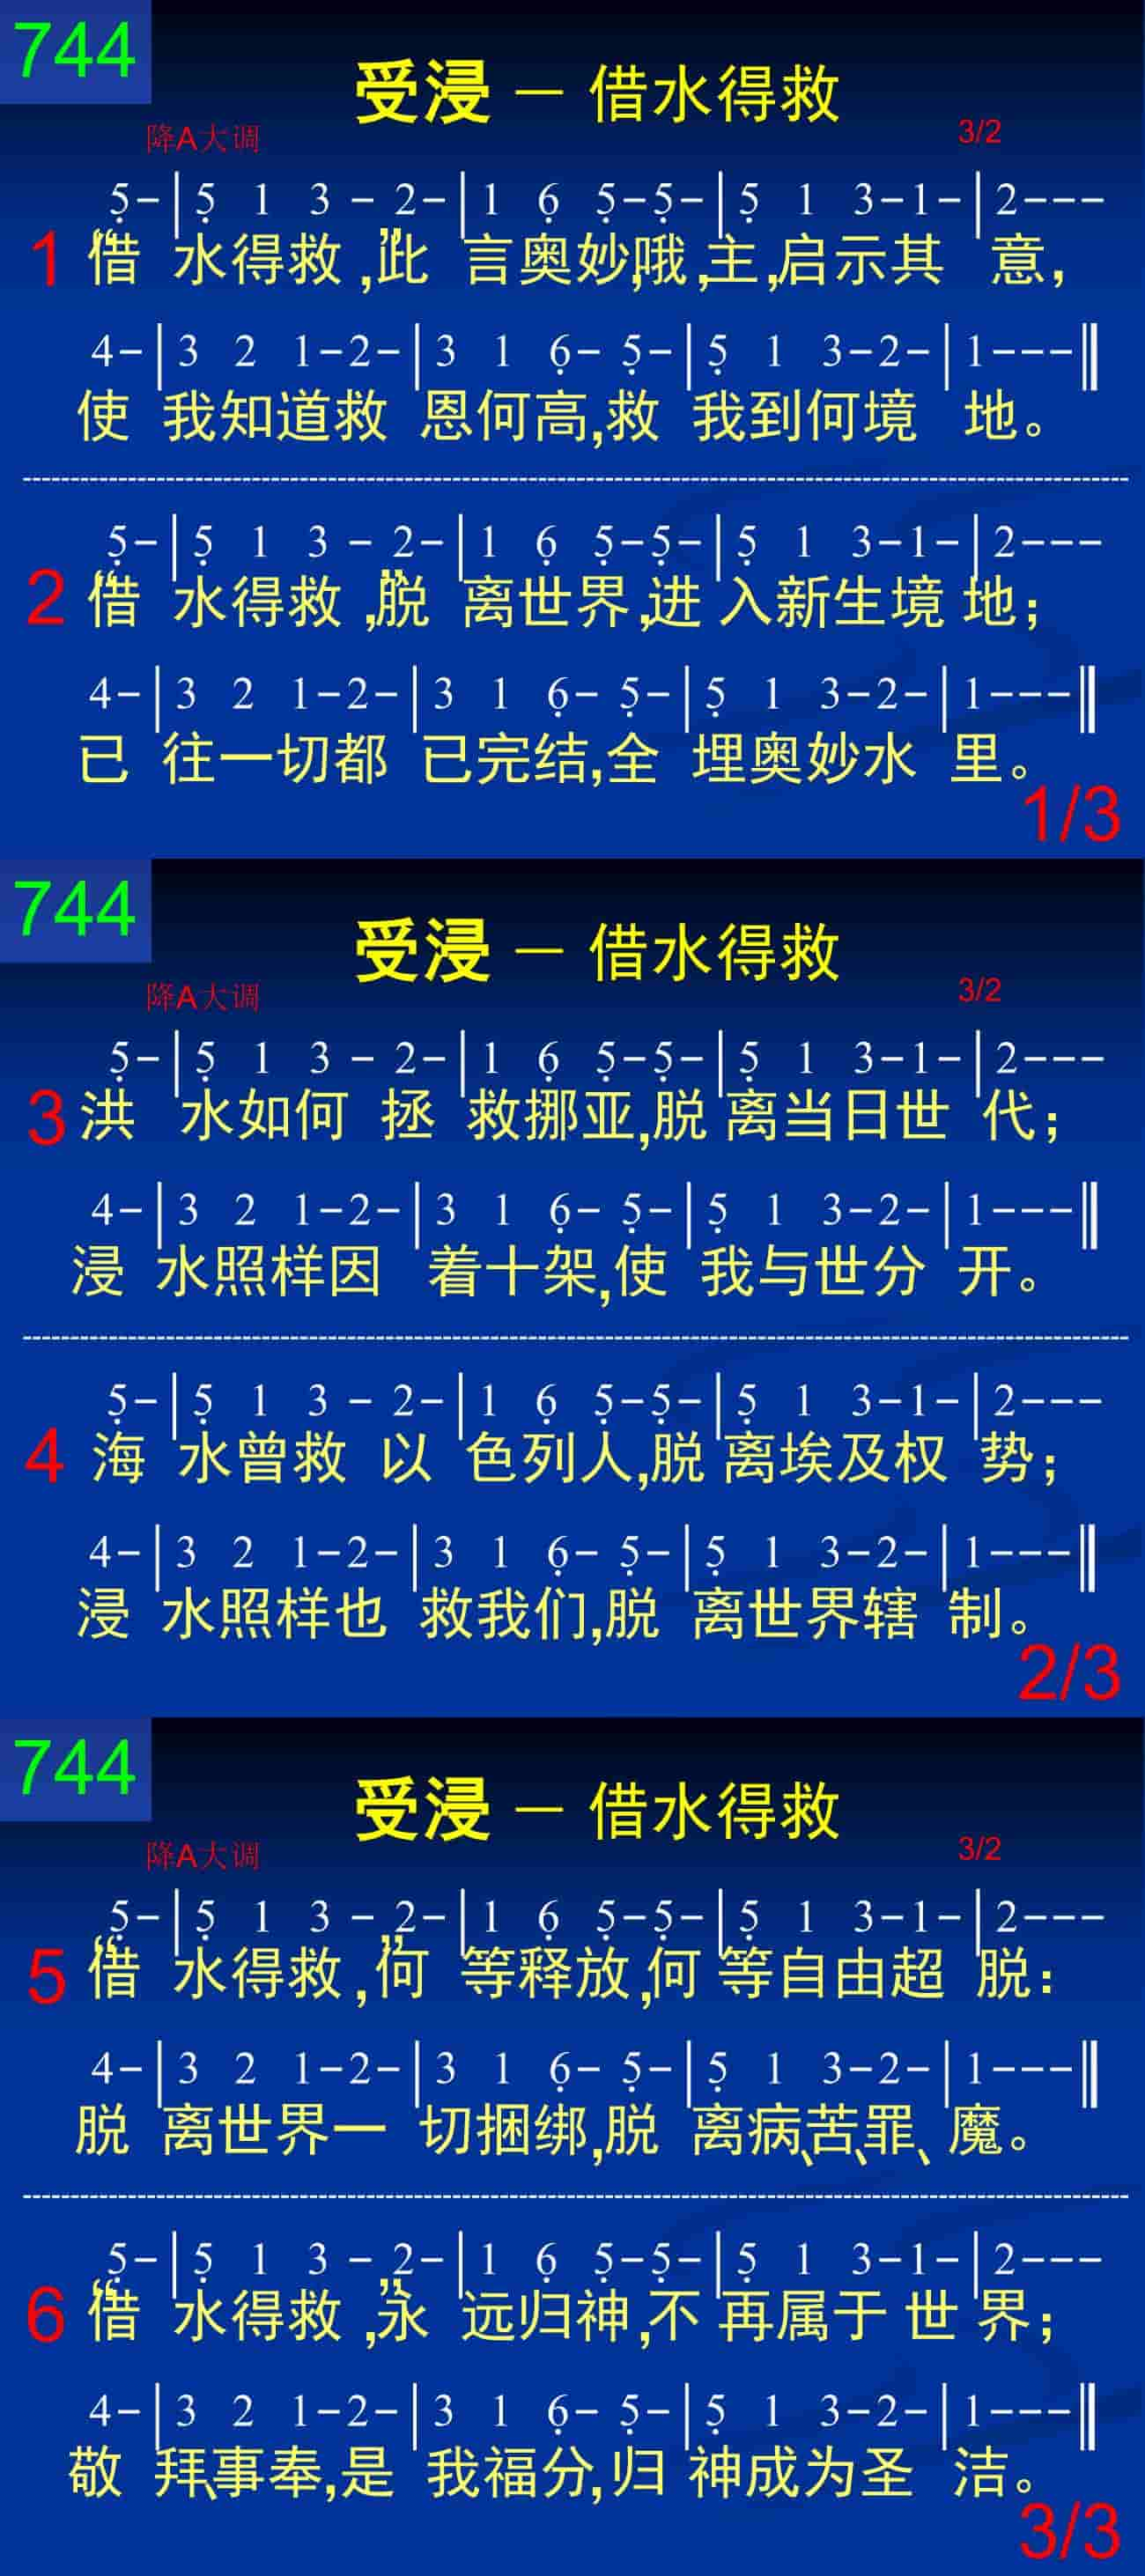 744
受浸 — 借水得救
降A大调 3/2
5̣-|5̣ 1 3 - 2-|1 6̣ 5̣-5̣-|5̣ 1 3-1-|2---
1 “借 水得救,”此 言奥妙,哦,主,启示其 意,
4-|3 2 1-2-|3 1 6̣- 5̣-|5̣ 1 3-2-|1---‖
使 我知道救 恩何高,救 我到何境 地。
5̣-|5̣ 1 3 - 2-|1 6̣ 5̣-5̣-|5̣ 1 3-1-|2---
2 “借 水得救,”脱 离世界,进 入新生境 地;
4-|3 2 1-2-|3 1 6̣- 5̣-|5̣ 1 3-2-|1---‖
已 往一切都 已完结,全 埋奥妙水 里。
1/3
744
受浸 — 借水得救
降A大调 3/2
5̣-|5̣ 1 3 - 2-|1 6̣ 5̣-5̣-|5̣ 1 3-1-|2---
3 洪 水如何 拯 救挪亚,脱 离当日世 代;
4-|3 2 1-2-|3 1 6̣- 5̣-|5̣ 1 3-2-|1---‖
浸 水照样因 着十架,使 我与世分 开。
5̣-|5̣ 1 3 - 2-|1 6̣ 5̣-5̣-|5̣ 1 3-1-|2---
4 海 水曾救 以 色列人,脱 离埃及权 势;
4-|3 2 1-2-|3 1 6̣- 5̣-|5̣ 1 3-2-|1---‖
浸 水照样也 救我们,脱 离世界辖 制。
2/3
744
受浸 — 借水得救
降A大调 3/2
5̣-|5̣ 1 3 - 2-|1 6̣ 5̣-5̣-|5̣ 1 3-1-|2---
5 “借 水得救,”何 等释放,何 等自由超 脱:
4-|3 2 1-2-|3 1 6̣- 5̣-|5̣ 1 3-2-|1---‖
脱 离世界一 切捆绑,脱 离病、苦、罪、魔。
5̣-|5̣ 1 3 - 2-|1 6̣ 5̣-5̣-|5̣ 1 3-1-|2---
6 “借 水得救,”永 远归神,不 再属于 世 界;
4-|3 2 1-2-|3 1 6̣- 5̣-|5̣ 1 3-2-|1---‖
敬 拜、事奉,是 我福分,归 神成为圣 洁。
3/3